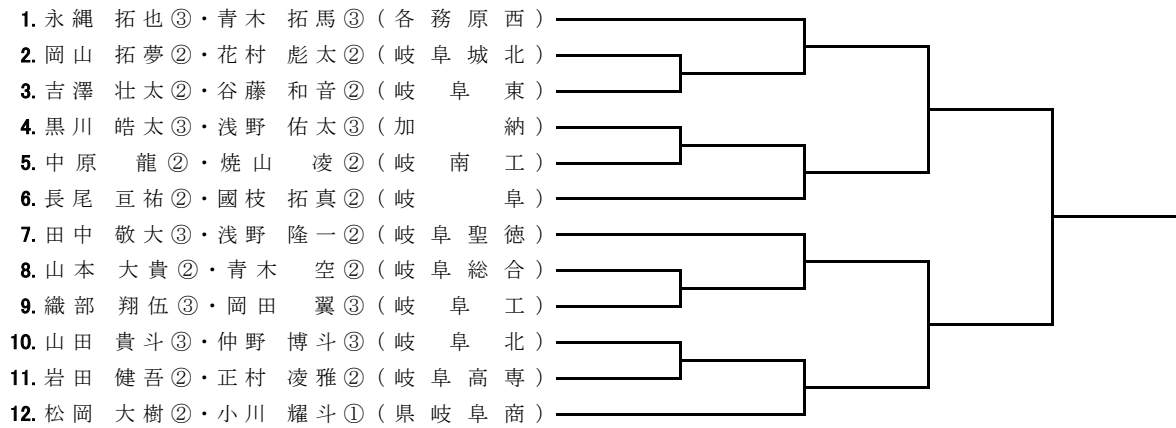 1. 永縄 拓也③・青木 拓馬③(各務原西)
2. 岡山 拓夢②・花村 彪太②(岐阜城北)
3. 吉澤 壮太②・谷藤 和音②(岐阜東)
4. 黒川 皓太③・浅野 佑太③(加納)
5. 中原 龍②・焼山 凌②(岐南工)
6. 長尾 亘祐②・國枝 拓真②(岐阜)
7. 田中 敬大③・浅野 隆一②(岐阜聖徳)
8. 山本 大貴②・青木 空②(岐阜総合)
9. 織部 翔伍③・岡田 翼③(岐阜工)
10. 山田 貴斗③・仲野 博斗③(岐阜北)
11. 岩田 健吾②・正村 凌雅②(岐阜高専)
12. 松岡 大樹②・小川 耀斗①(県岐阜商)